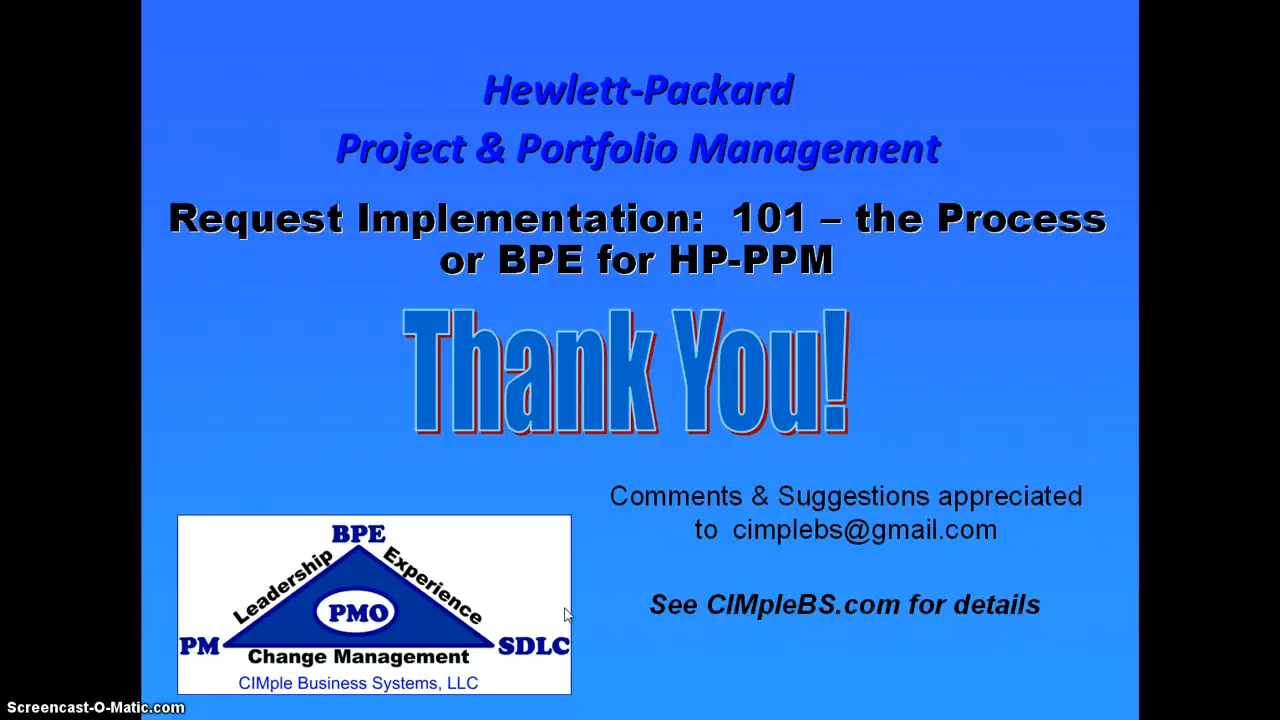 Hewlett-Packard
Project & Portfolio Management
Request Implementation:  101 – the Process
or BPE for HP-PPM
Thank You!
Comments & Suggestions appreciated
to  cimplebs@gmail.com
See CIMpleBS.com for details
BPE
Leadership
Experience
PMO
PM
SDLC
Change Management
CIMple Business Systems, LLC
Screencast-O-Matic.com